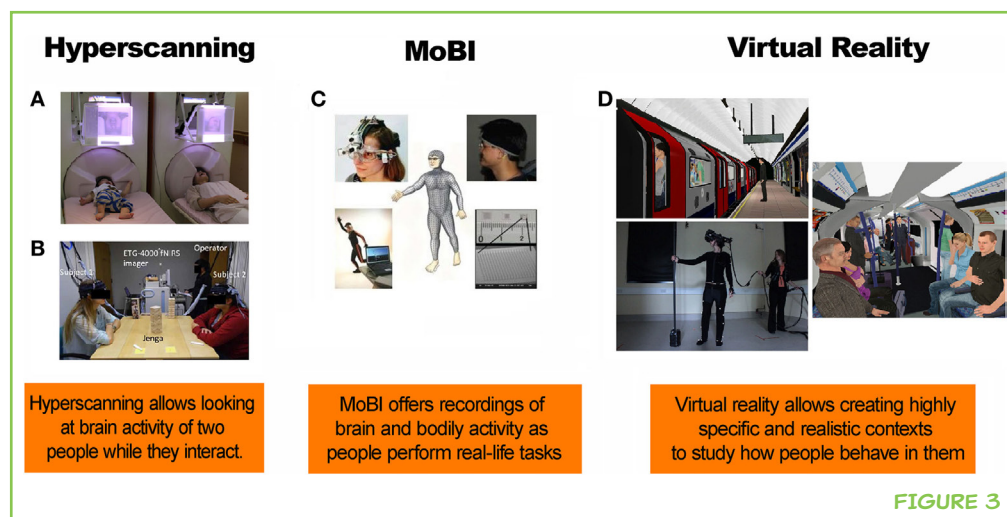 Hyperscanning
MoBI
Virtual Reality
A
C
D
B
ETG-4000 fNIRS
imager
Operator
Subject 1
Subject 2
Jenga
0
2
Hyperscanning allows looking
at brain activity of two
people while they interact.
MoBI offers recordings of
brain and bodily activity as
people perform real-life tasks
Virtual reality allows creating highly
specific and realistic contexts
to study how people behave in them
FIGURE 3